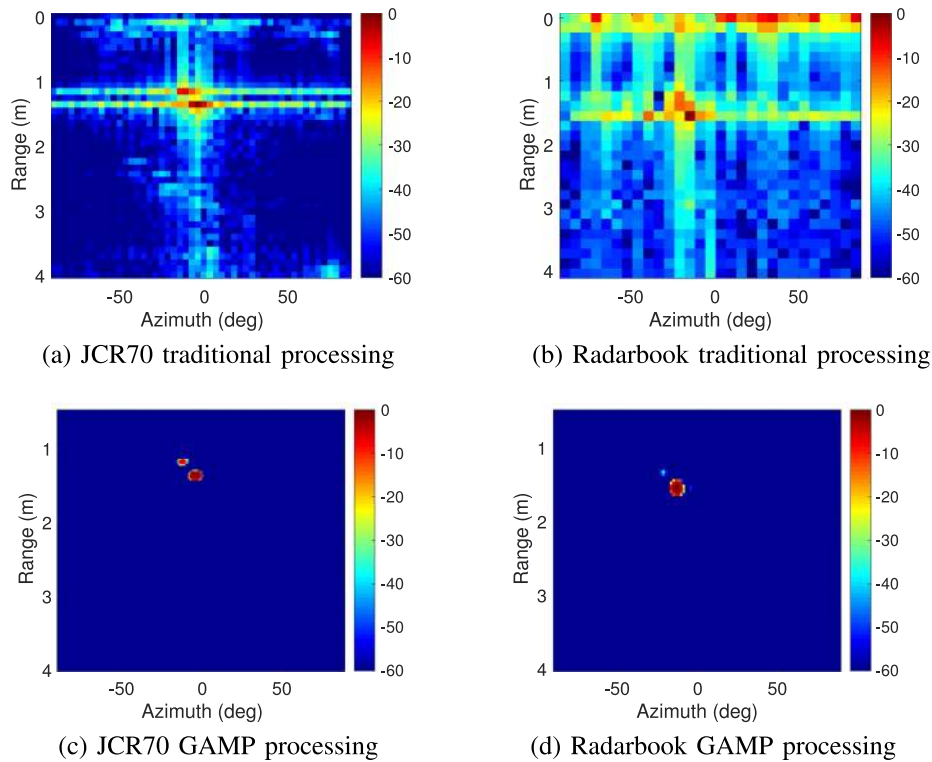 0
1
2
3
4
Range (m)
-50 0 50
Azimuth (deg)
0
-10
-20
-30
-40
-50
-60
(a) JCR70 traditional processing
0
1
2
3
4
Range (m)
-50 0 50
Azimuth (deg)
0
-10
-20
-30
-40
-50
-60
(b) Radarbook traditional processing
1
2
3
4
Range (m)
-50 0 50
Azimuth (deg)
0
-10
-20
-30
-40
-50
-60
(c) JCR70 GAMP processing
1
2
3
4
Range (m)
-50 0 50
Azimuth (deg)
0
-10
-20
-30
-40
-50
-60
(d) Radarbook GAMP processing